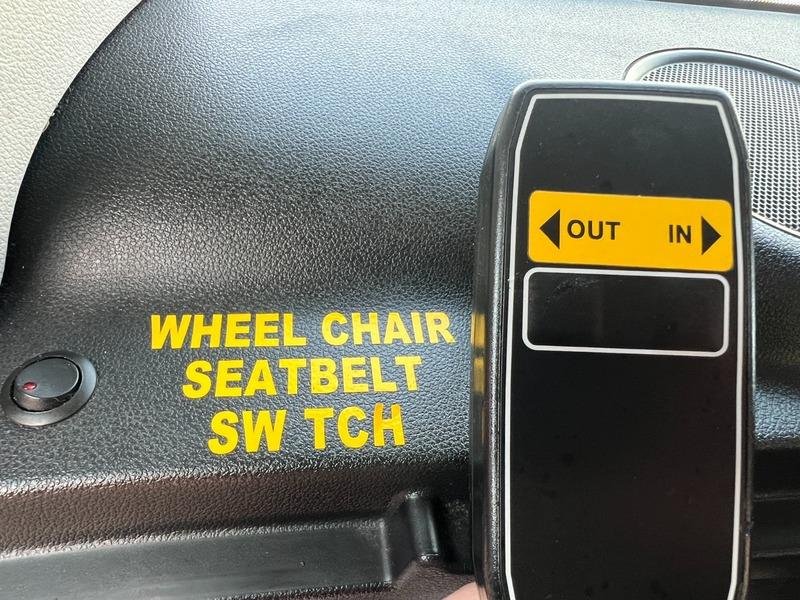 WHEEL CHAIR
SEATBELT
SW TCH
OUT IN